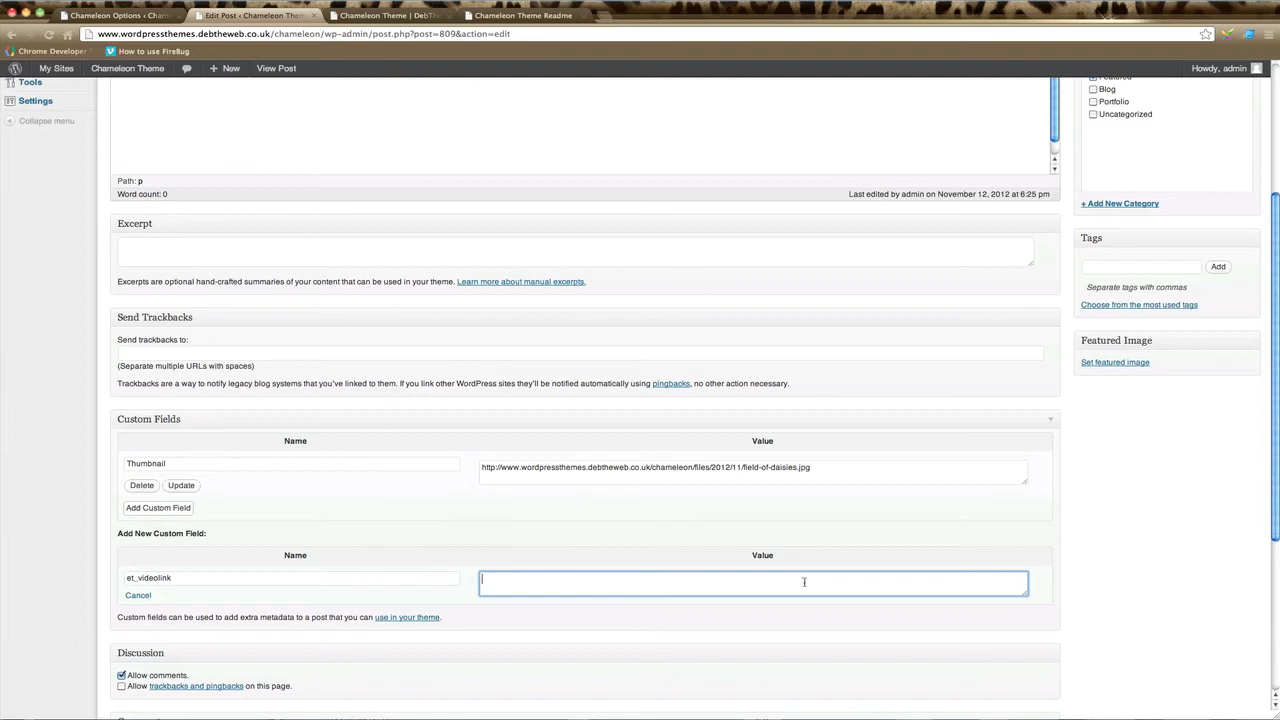 Chameleon Options ‹ Cham
Edit Post ‹ Chameleon Them
Chameleon Theme | DebTh
Chameleon Theme Readme
www.wordpressthemes.debtheweb.co.uk/chameleon/wp-admin/post.php?post=809&action=edit
Chrome Developer
How to use FireBug
My Sites
Chameleon Theme
+ New
View Post
Howdy, admin
Tools
Settings
Collapse menu
Featured
Blog
Portfolio
Uncategorized
+ Add New Category
Path: p
Word count: 0
Last edited by admin on November 12, 2012 at 6:25 pm
Excerpt
Excerpts are optional hand-crafted summaries of your content that can be used in your theme. Learn more about manual excerpts.
Tags
Add
Separate tags with commas
Choose from the most used tags
Send Trackbacks
Send trackbacks to:
(Separate multiple URLs with spaces)
Trackbacks are a way to notify legacy blog systems that you've linked to them. If you link other WordPress sites they'll be notified automatically using pingbacks, no other action necessary.
Featured Image
Set featured image
Custom Fields
Name
Value
Thumbnail
http://www.wordpressthemes.debtheweb.co.uk/chameleon/files/2012/11/field-of-daisies.jpg
Delete
Update
Add Custom Field
Add New Custom Field:
Name
Value
et_videolink
Cancel
Custom fields can be used to add extra metadata to a post that you can use in your theme.
Discussion
Allow comments.
Allow trackbacks and pingbacks on this page.